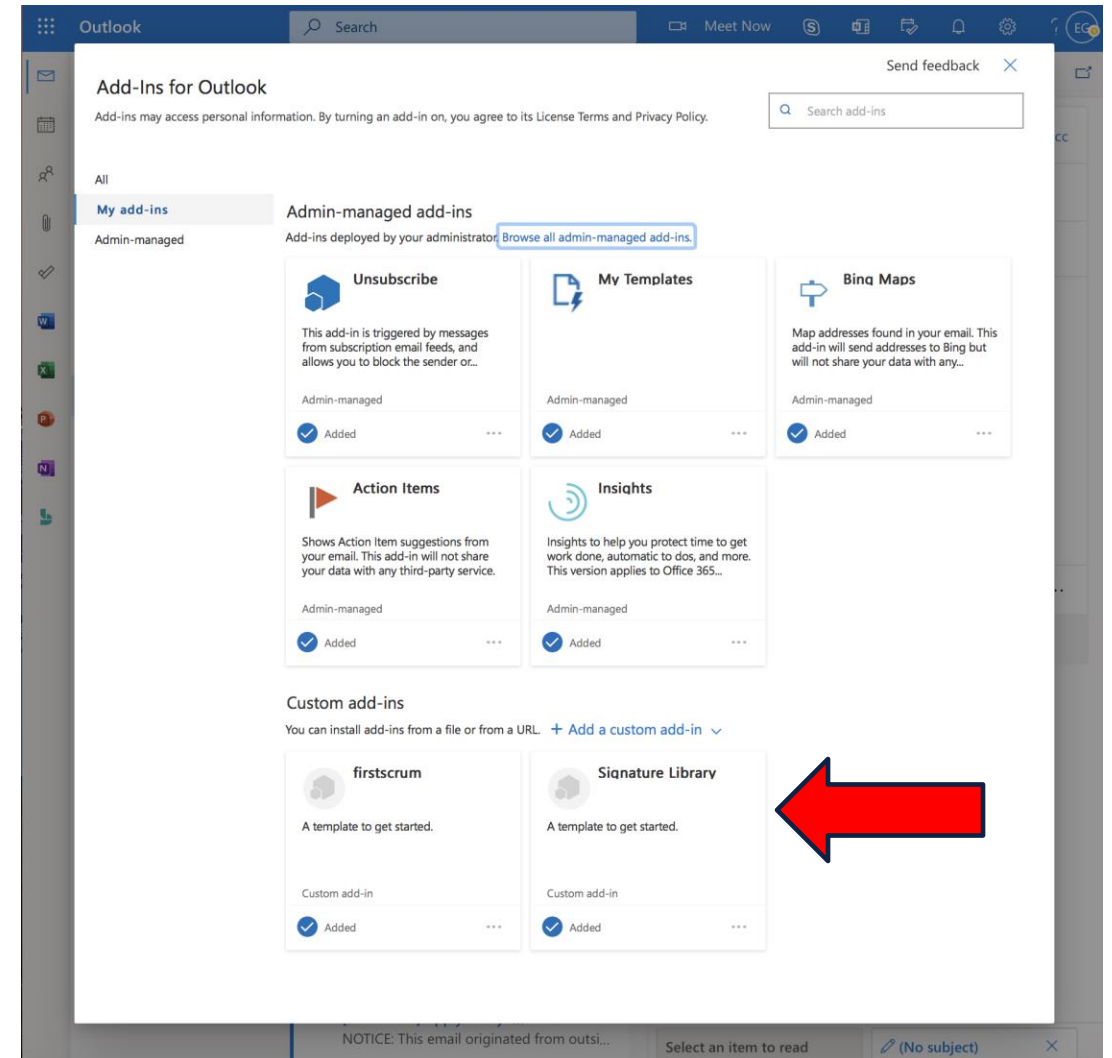 Outlook
Search
Meet Now
EG
Send feedback
Add-Ins for Outlook
Add-ins may access personal information. By turning an add-in on, you agree to its License Terms and Privacy Policy.
Search add-ins
cc
All
My add-ins
Admin-managed
Admin-managed add-ins
Add-ins deployed by your administrator. Browse all admin-managed add-ins.
Unsubscribe
This add-in is triggered by messages
from subscription email feeds, and
allows you to block the sender or...
Admin-managed
Added
My Templates
Admin-managed
Added
Bing Maps
Map addresses found in your email. This
add-in will send addresses to Bing but
will not share your data with any...
Admin-managed
Added
Action Items
Shows Action Item suggestions from
your email. This add-in will not share
your data with any third-party service.
Admin-managed
Added
Insights
Insights to help you protect time to get
work done, automatic to dos, and more.
This version applies to Office 365...
Admin-managed
Added
Custom add-ins
You can install add-ins from a file or from a URL. + Add a custom add-in
firstscrum
A template to get started.
Custom add-in
Added
Signature Library
A template to get started.
Custom add-in
Added
NOTICE: This email originated from outsi...
Select an item to read
(No subject)